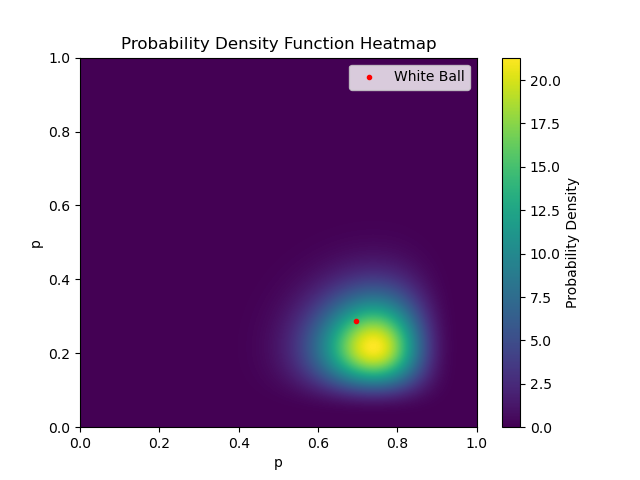 Probability Density Function Heatmap
White Ball
p
1.0
0.8
0.6
0.4
0.2
0.0
0.0 0.2 0.4 0.6 0.8 1.0
p
20.0
17.5
15.0
12.5
10.0
7.5
5.0
2.5
0.0
Probability Density